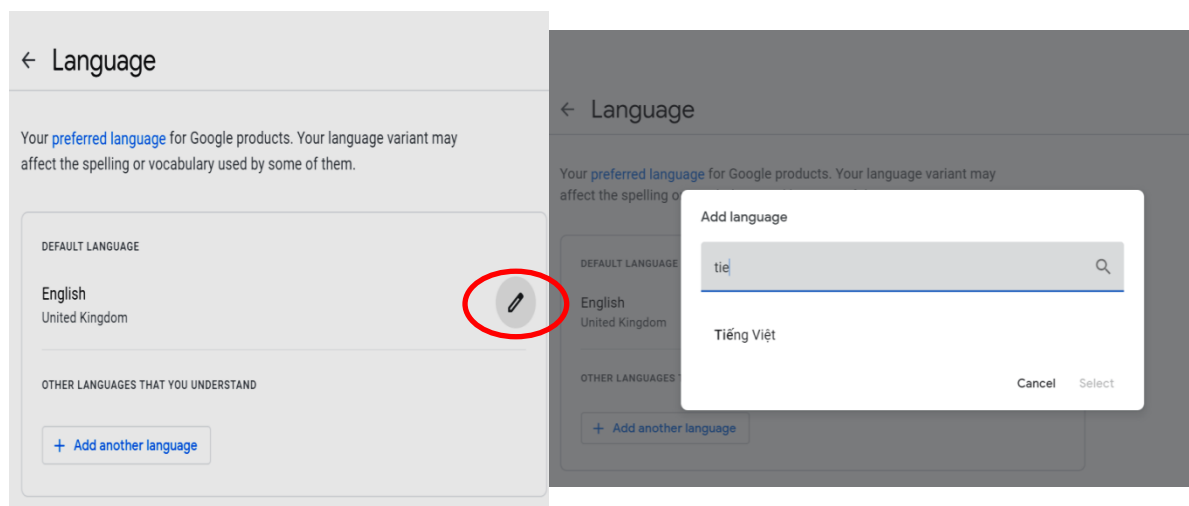 ← Language
Your preferred language for Google products. Your language variant may
affect the spelling or vocabulary used by some of them.
DEFAULT LANGUAGE
English
United Kingdom
OTHER LANGUAGES THAT YOU UNDERSTAND
+ Add another language
← Language
Your preferred language for Google products. Your language variant may
affect the spelling o
Add language
tie
Tiếng Việt
Cancel Select
DEFAULT LANGUAGE
English
United Kingdom
OTHER LANGUAGES
+ Add another language